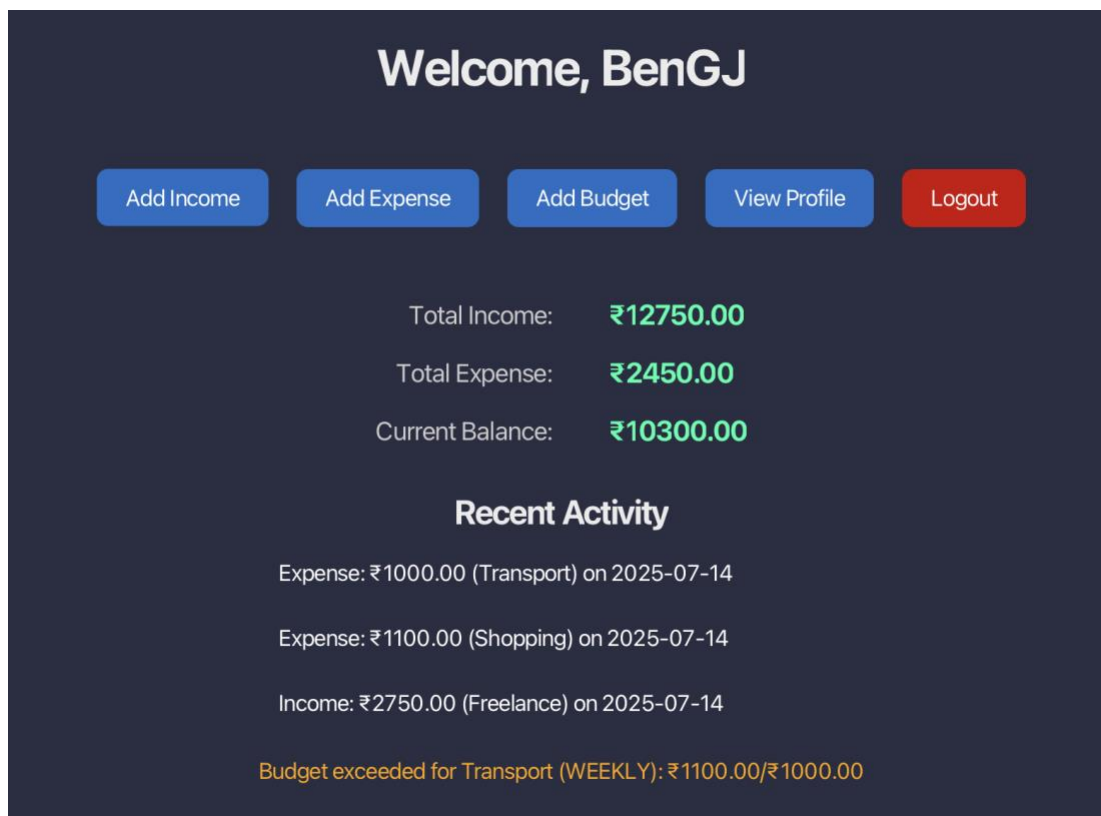 Welcome, BenGJ
Add Income Add Expense Add Budget View Profile Logout
Total Income: ₹12750.00
Total Expense: ₹2450.00
Current Balance: ₹10300.00
Recent Activity
Expense: ₹1000.00 (Transport) on 2025-07-14
Expense: ₹1100.00 (Shopping) on 2025-07-14
Income: ₹2750.00 (Freelance) on 2025-07-14
Budget exceeded for Transport (WEEKLY): ₹1100.00/₹1000.00